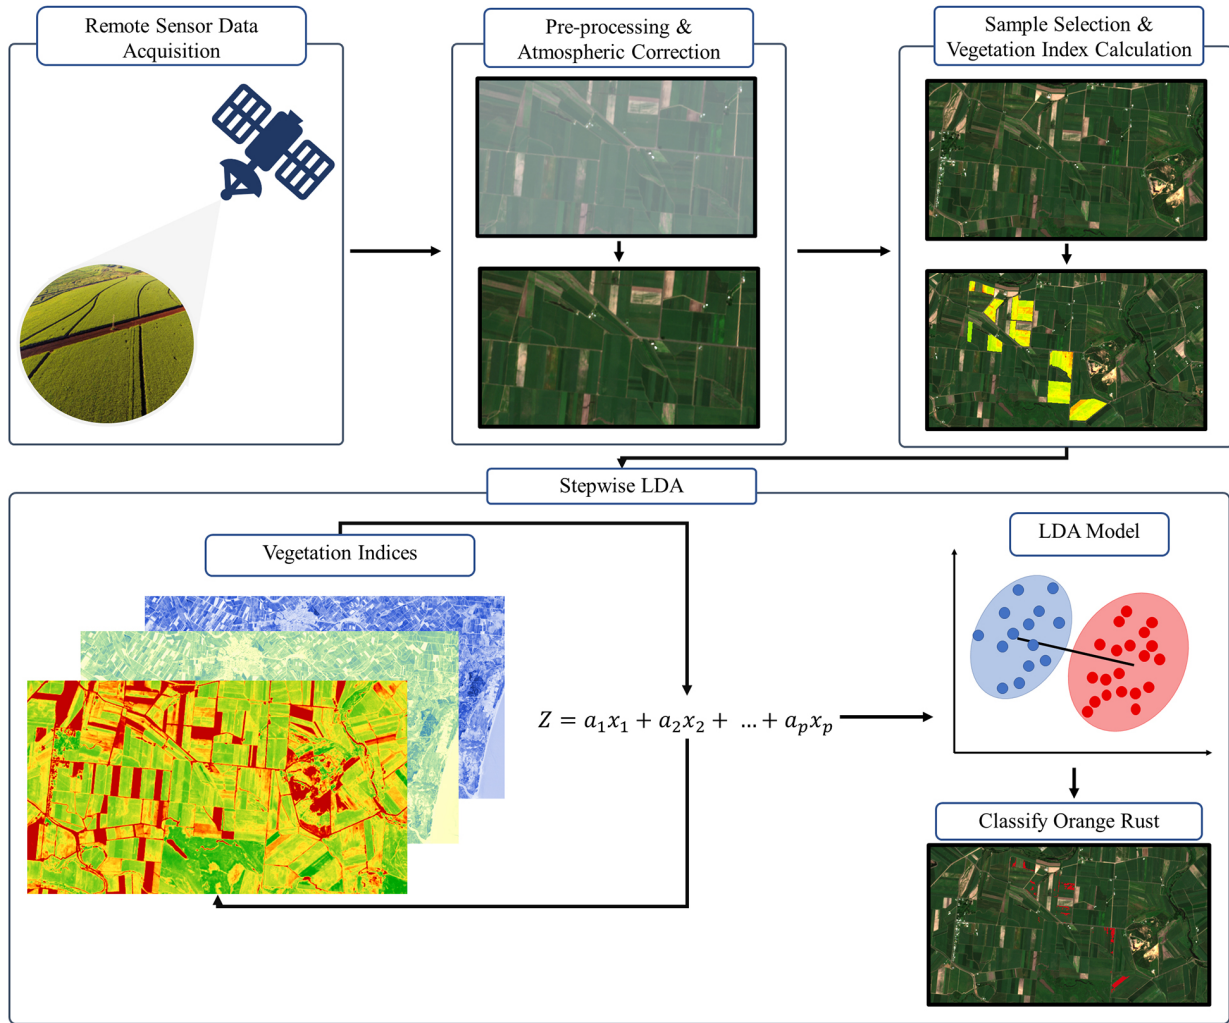 Remote Sensor Data
Acquisition
Pre-processing &
Atmospheric Correction
Sample Selection &
Vegetation Index Calculation
Stepwise LDA
Vegetation Indices
LDA Model
Z = a₁x₁ + a₂x₂ + … + aₚxₚ
Classify Orange Rust